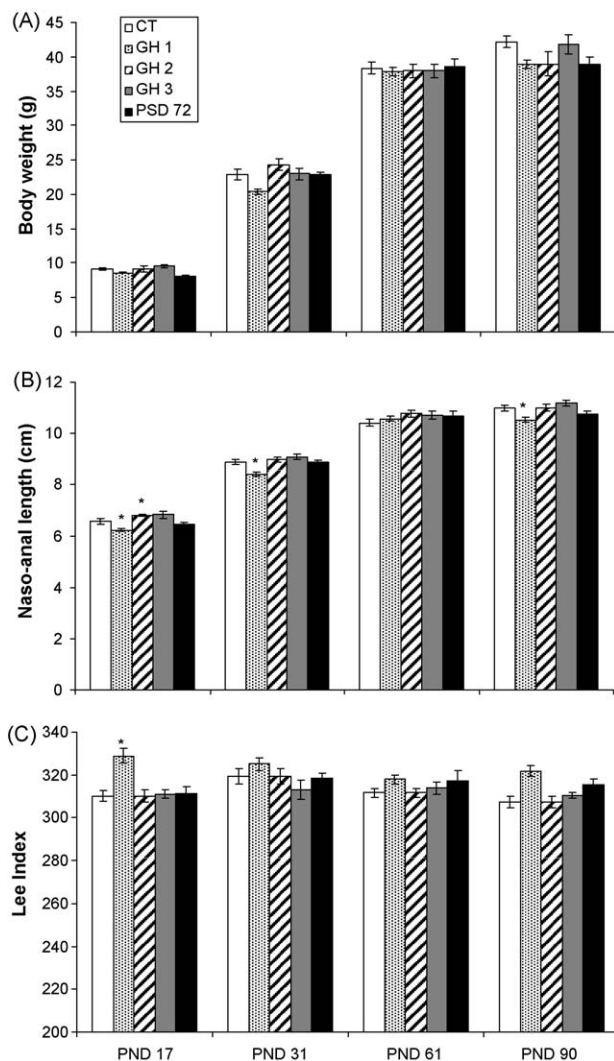 (A)
Body weight (g)
45
40
35
30
25
20
15
10
5
0
CT
GH 1
GH 2
GH 3
PSD 72
(B)
Naso-anal length (cm)
12
10
8
6
4
2
0
* * * *
(C)
Lee Index
340
320
300
280
260
240
220
200
*
PND 17 PND 31 PND 61 PND 90